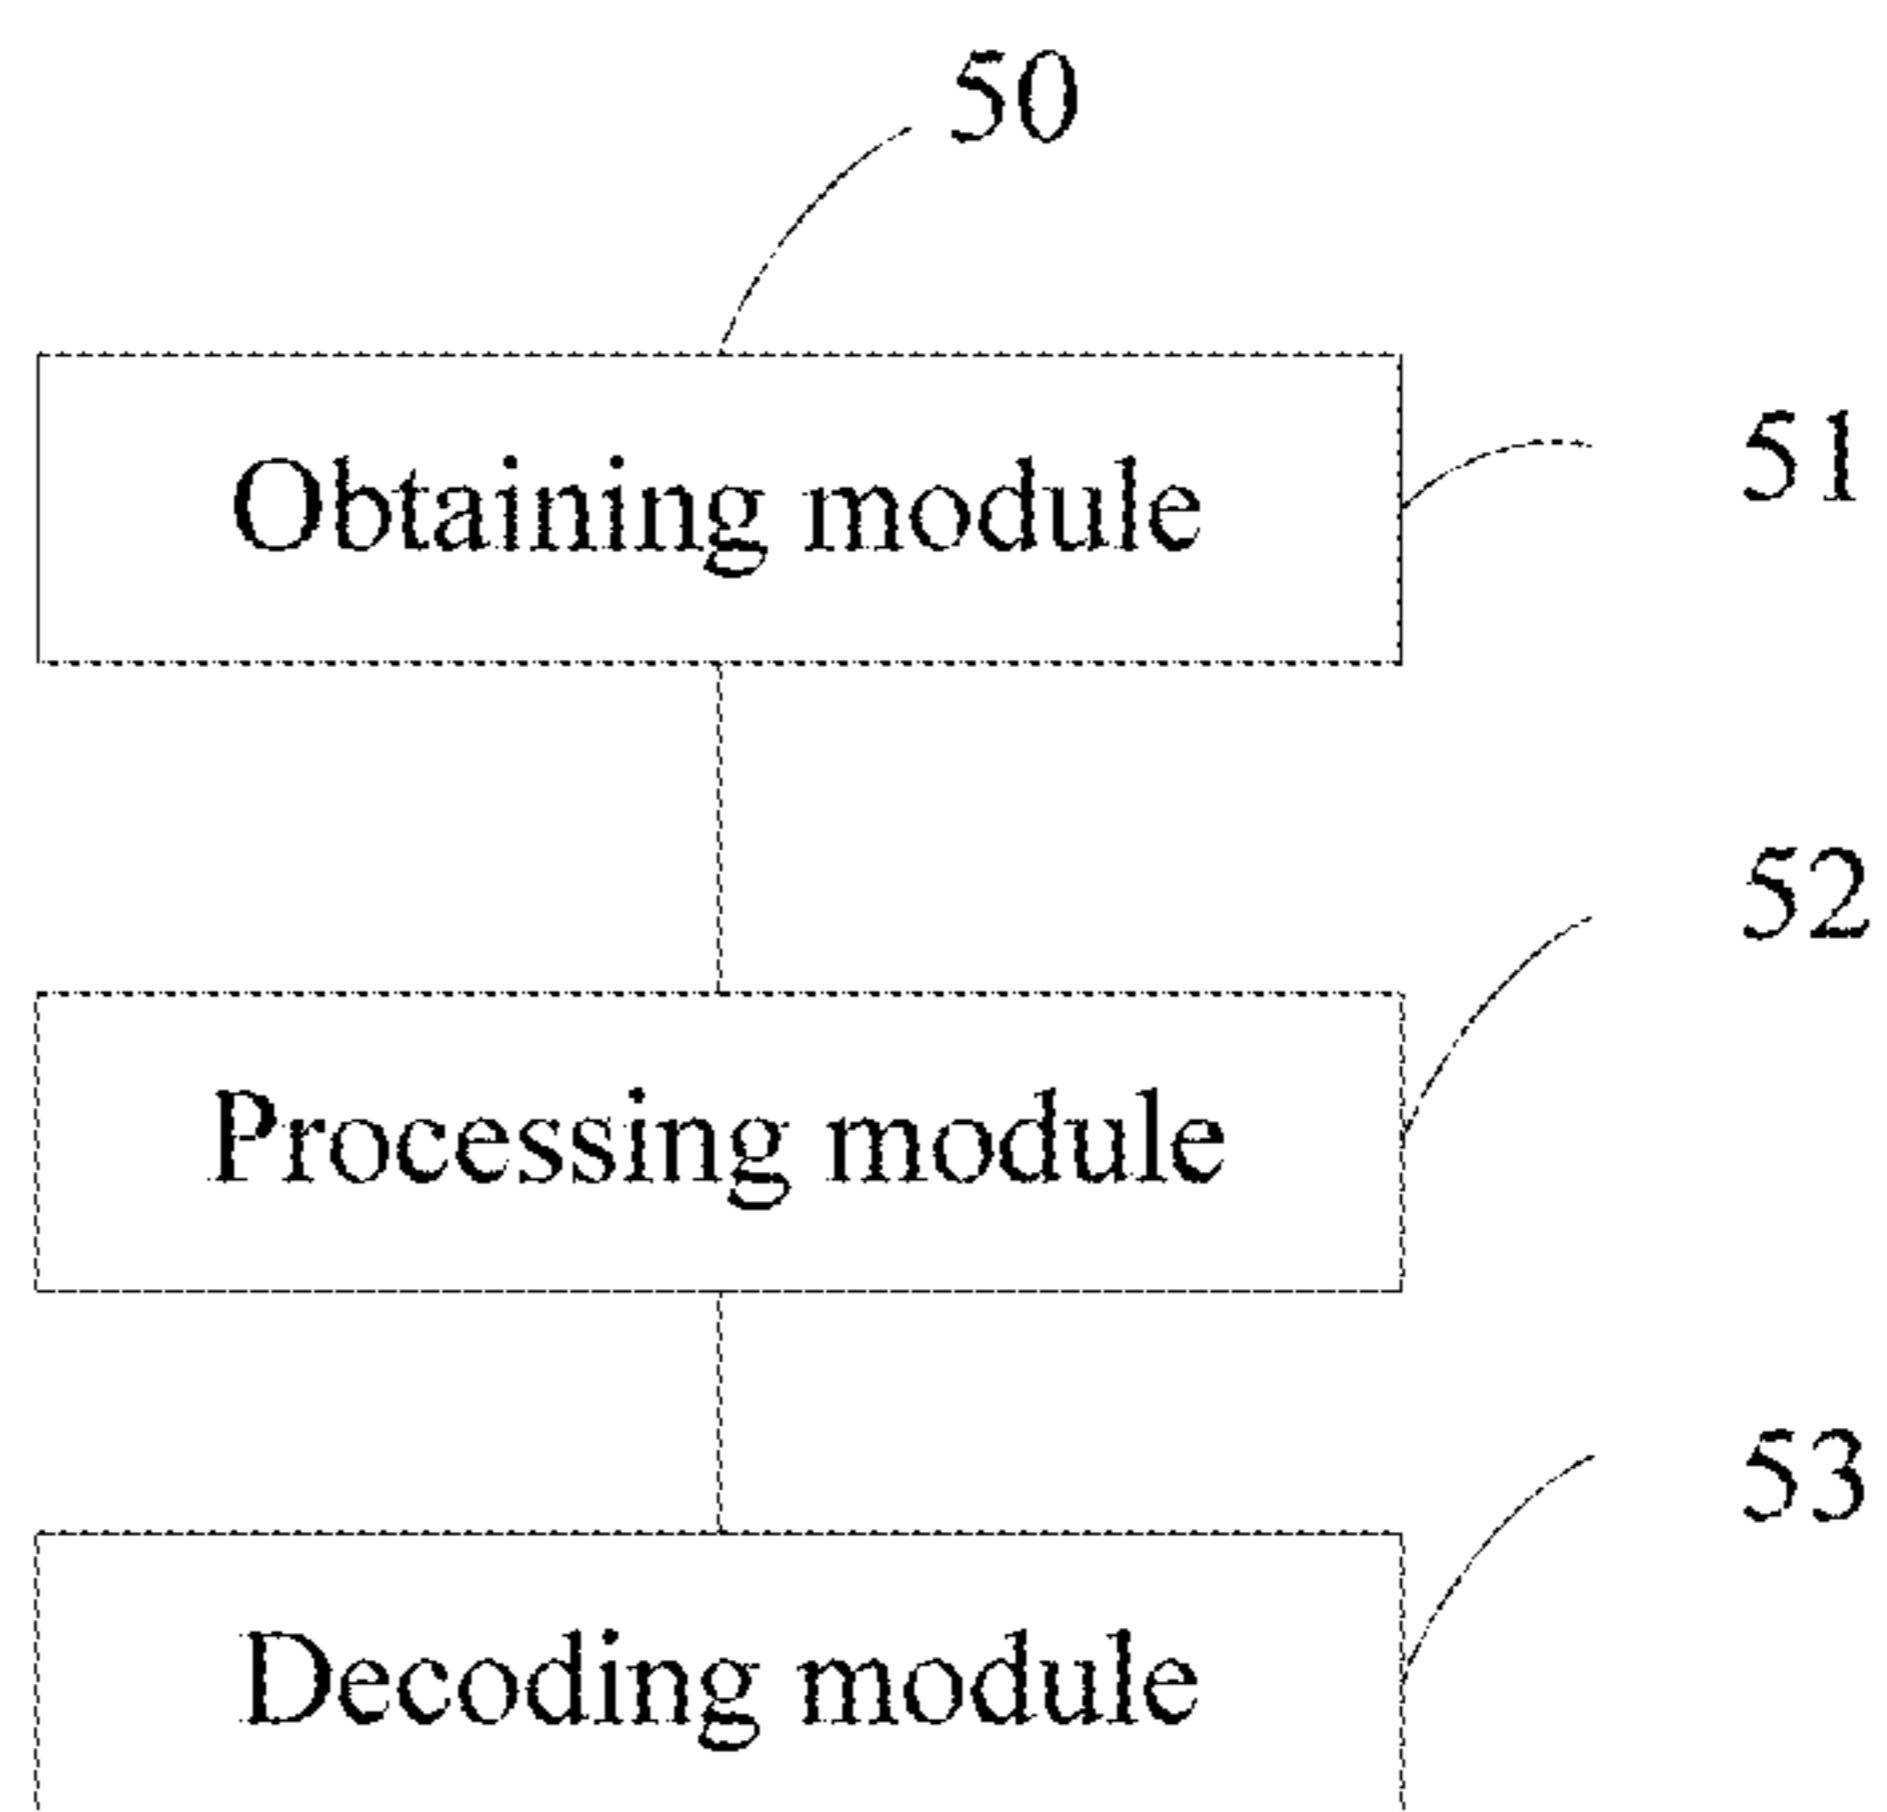 50
Obtaining module
51
52
Processing module
53
Decoding module